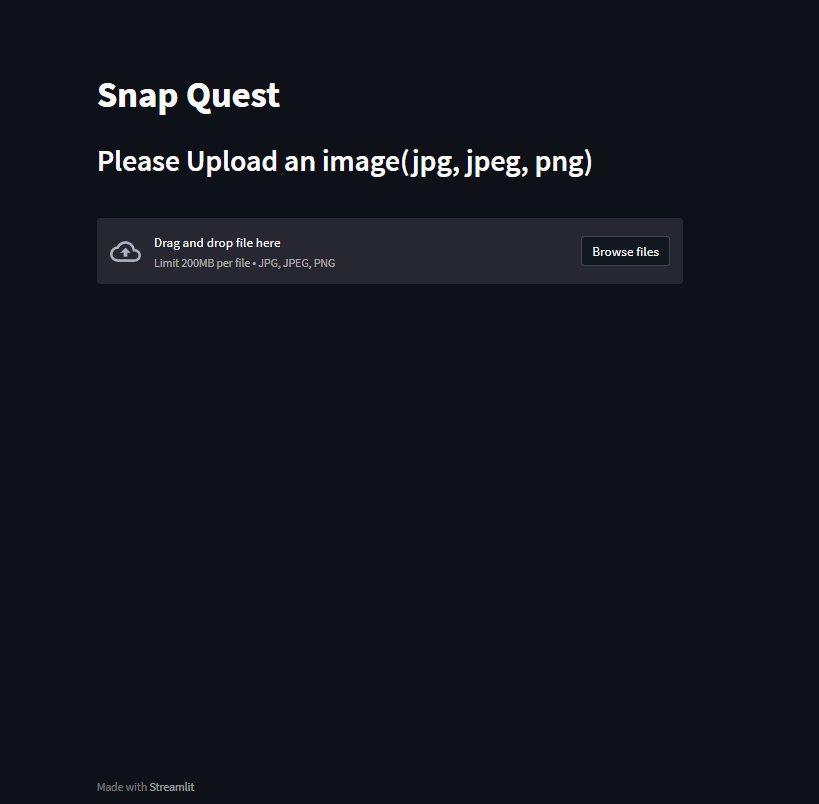 Snap Quest
Please Upload an image(jpg, jpeg, png)
Drag and drop file here
Limit 200MB per file • JPG, JPEG, PNG
Browse files
Made with Streamlit